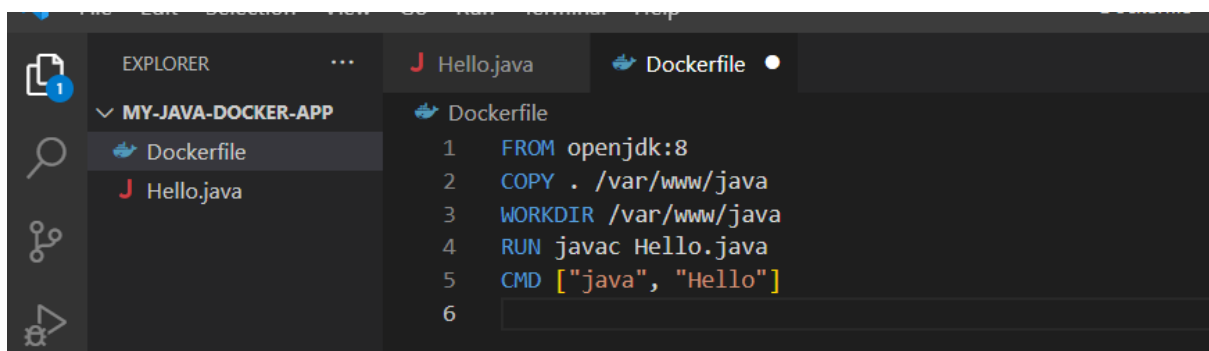 EXPLORER ...
Hello.java
Dockerfile
1
MY-JAVA-DOCKER-APP
Dockerfile
Hello.java
Dockerfile
1 FROM openjdk:8
2 COPY . /var/www/java
3 WORKDIR /var/www/java
4 RUN javac Hello.java
5 CMD ["java", "Hello"]
6